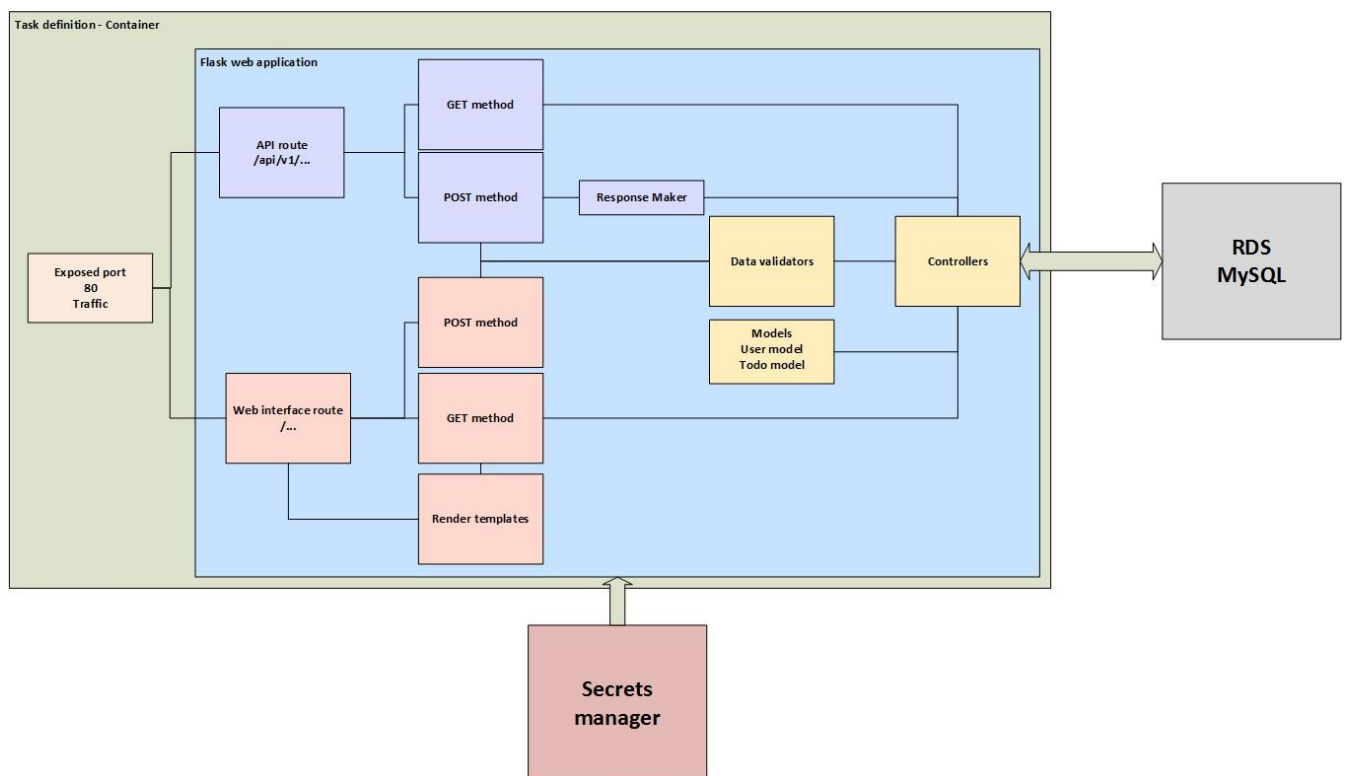 Task definition - Container
Flask web application
GET method
API route
/api/v1/...
POST method
Response Maker
Exposed port
80
Traffic
Data validators
Controllers
RDS
MySQL
POST method
Models
User model
Todo model
Web interface route
/...
GET method
Render templates
Secrets
manager